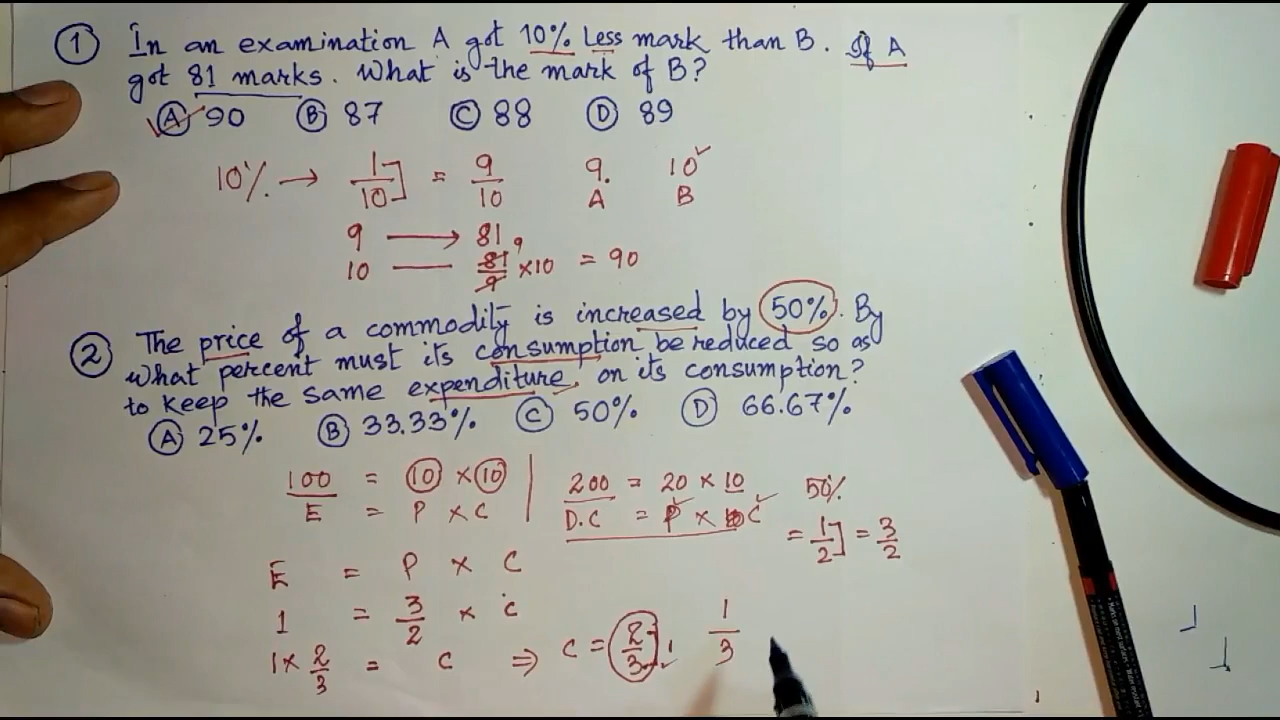 ① In an examination A got 10% Less mark than B. If A
got 81 marks. What is the mark of B?
Ⓐ 90 Ⓑ 87 Ⓒ 88 Ⓓ 89
10% → 1/10 = 9/10 9 10
A B
9 → 81
10 — 81/9 × 10 = 90
② The price of a commodity is increased by 50%. By
what percent must its consumption be reduced so as
to keep the same expenditure, on its consumption?
Ⓐ 25% Ⓑ 33.33% Ⓒ 50% Ⓓ 66.67%
100 = 10 × 10 | 200 = 20 × 10 50%
E = P × C D.C = P × C = 1/2 = 3/2
E = P × C
1 = 3/2 × C
1 × 2/3 = C ⇒ C = 2/3 1 1/3